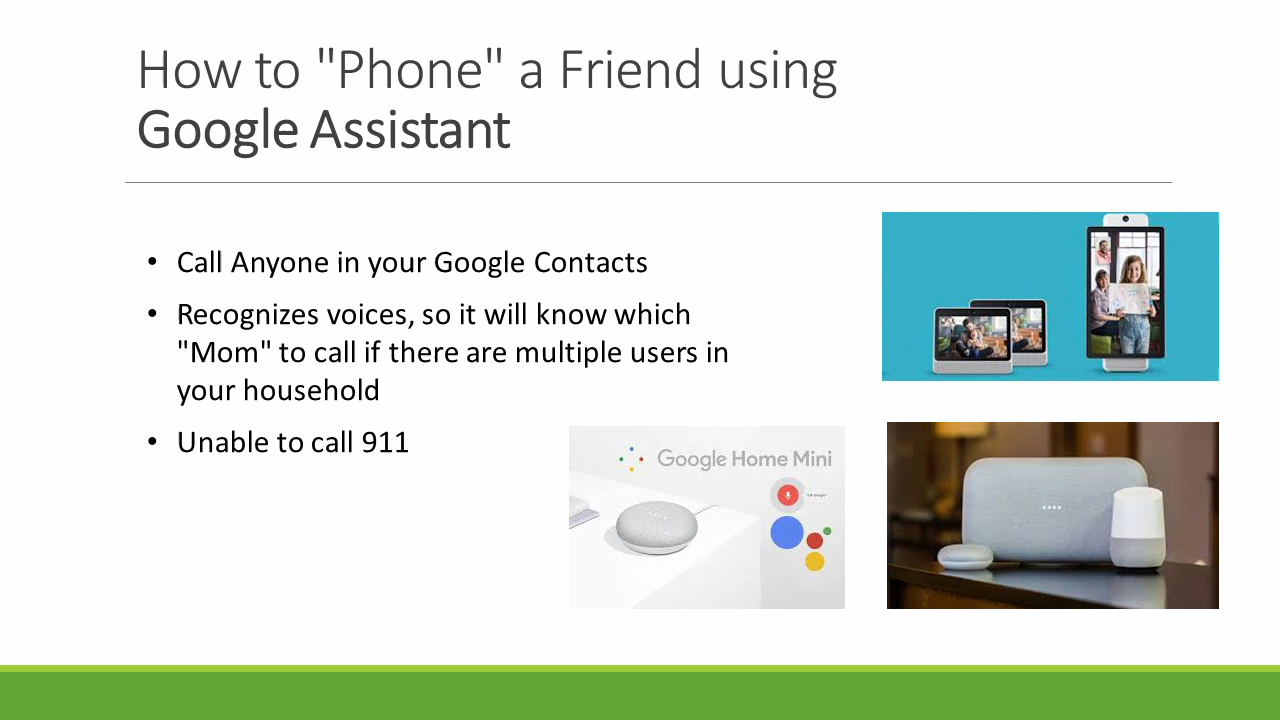 How to "Phone" a Friend using
Google Assistant
• Call Anyone in your Google Contacts
• Recognizes voices, so it will know which
"Mom" to call if there are multiple users in
your household
• Unable to call 911
Google Home Mini